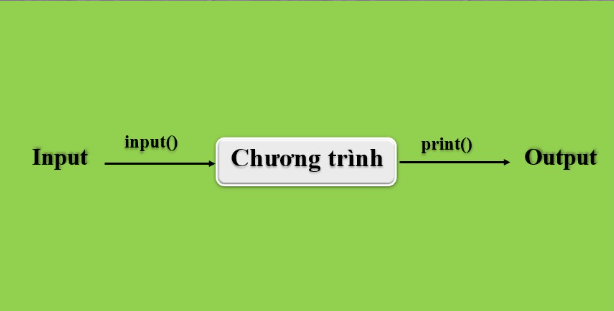 Input
input()
Chương trình
print()
Output